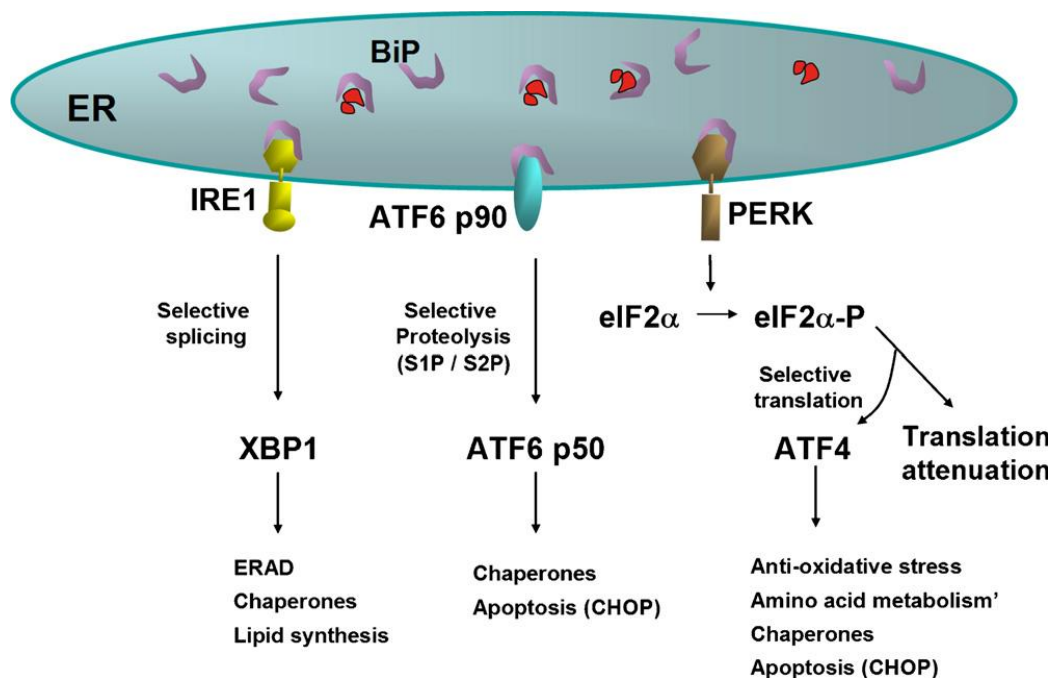 BiP
ER
IRE1
ATF6 p90
PERK
Selective
splicing
Selective
Proteolysis
(S1P / S2P)
eIF2α
eIF2α-P
Selective
translation
XBP1
ATF6 p50
ATF4
Translation
attenuation
ERAD
Chaperones
Lipid synthesis
Chaperones
Apoptosis (CHOP)
Anti-oxidative stress
Amino acid metabolism’
Chaperones
Apoptosis (CHOP)